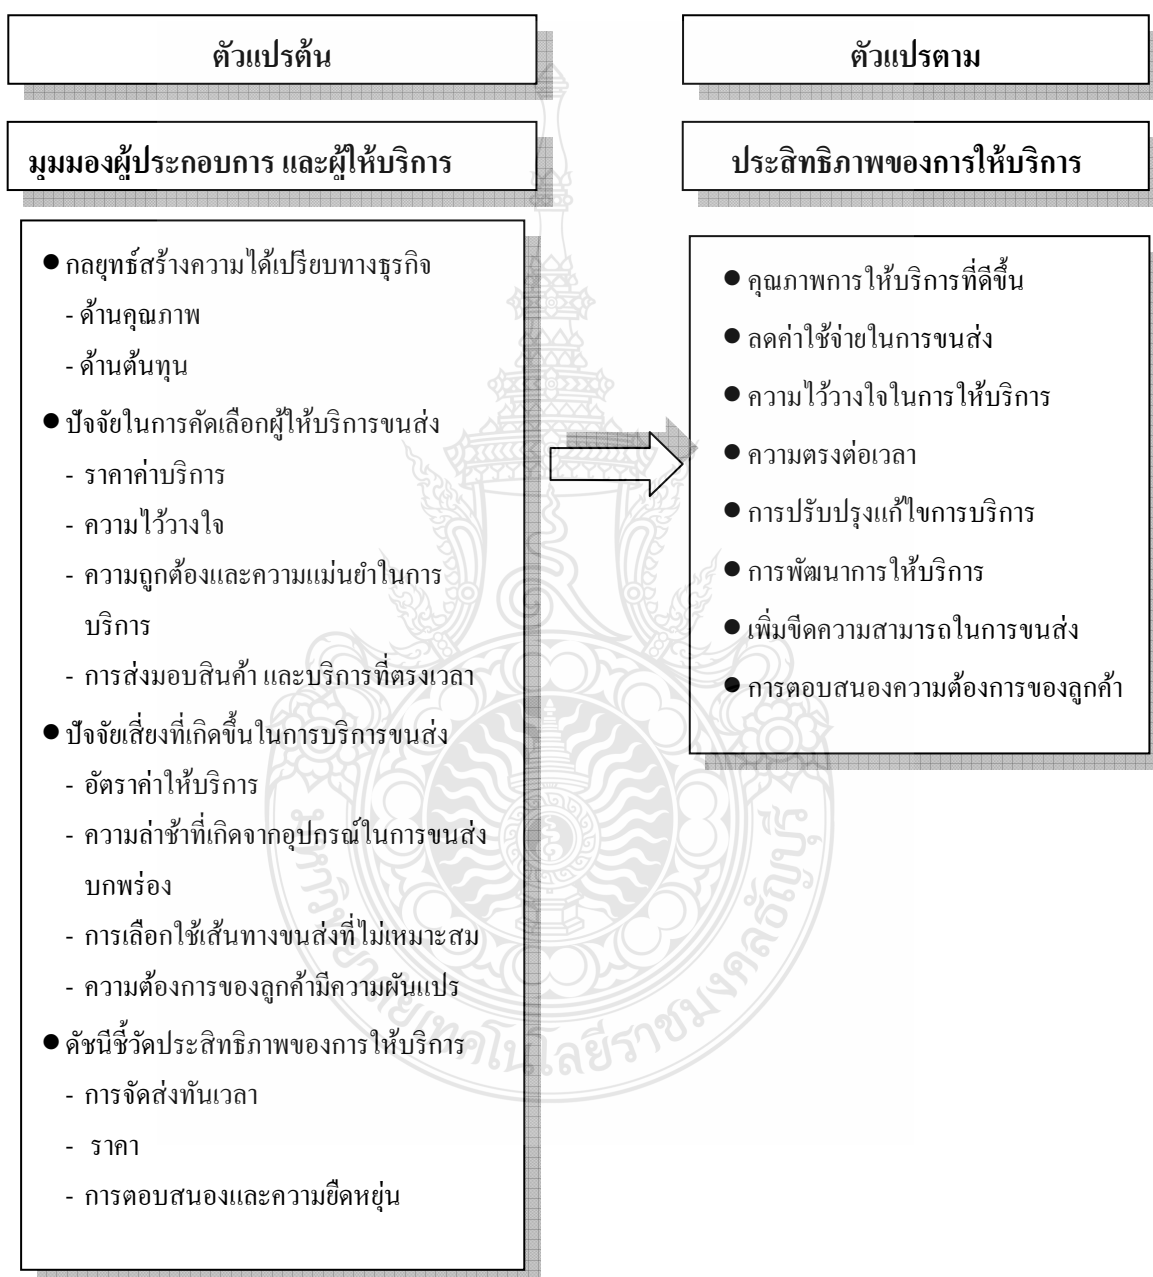 ตัวแปรต้น
มุมมองผู้ประกอบการ และผู้ให้บริการ
● กลยุทธ์สร้างความได้เปรียบทางธุรกิจ
- ด้านคุณภาพ
- ด้านต้นทุน
● ปัจจัยในการคัดเลือกผู้ให้บริการขนส่ง
- ราคาค่าบริการ
- ความไว้วางใจ
- ความถูกต้องและความแม่นยำในการ
บริการ
- การส่งมอบสินค้า และบริการที่ตรงเวลา
● ปัจจัยเสี่ยงที่เกิดขึ้นในการบริการขนส่ง
- อัตราค่าให้บริการ
- ความล่าช้าที่เกิดจากอุปกรณ์ในการขนส่ง
บกพร่อง
- การเลือกใช้เส้นทางขนส่งที่ไม่เหมาะสม
- ความต้องการของลูกค้ามีความผันแปร
● ดัชนีชี้วัดประสิทธิภาพของการให้บริการ
- การจัดส่งทันเวลา
- ราคา
- การตอบสนองและความยืดหยุ่น
ตัวแปรตาม
ประสิทธิภาพของการให้บริการ
● คุณภาพการให้บริการที่ดีขึ้น
● ลดค่าใช้จ่ายในการขนส่ง
● ความไว้วางใจในการให้บริการ
● ความตรงต่อเวลา
● การปรับปรุงแก้ไขการบริการ
● การพัฒนาการให้บริการ
● เพิ่มขีดความสามารถในการขนส่ง
● การตอบสนองความต้องการของลูกค้า
มหาวิทยาลัยเทคโนโลยีราชมงคลธัญบุรี